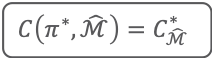 C(π*, M̂) = C*_M̂